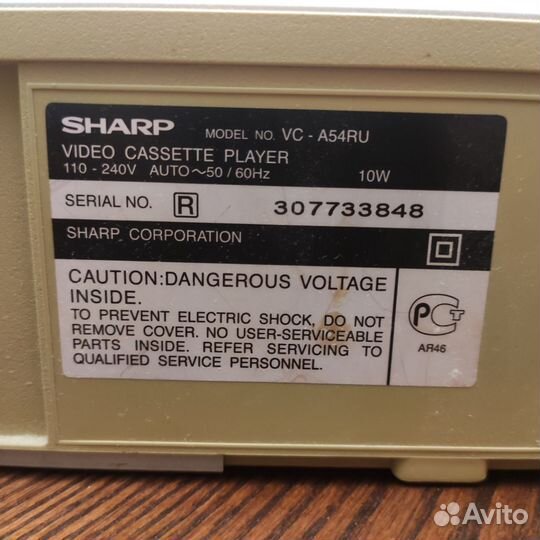 SHARP MODEL NO. VC - A54RU
VIDEO CASSETTE PLAYER
110 - 240V AUTO～50 / 60Hz 10W
SERIAL NO. R 307733848
SHARP CORPORATION
CAUTION:DANGEROUS VOLTAGE
INSIDE.
TO PREVENT ELECTRIC SHOCK, DO NOT
REMOVE COVER. NO USER-SERVICEABLE
PARTS INSIDE. REFER SERVICING TO
QUALIFIED SERVICE PERSONNEL.
РСТ
АЯ46
Avito